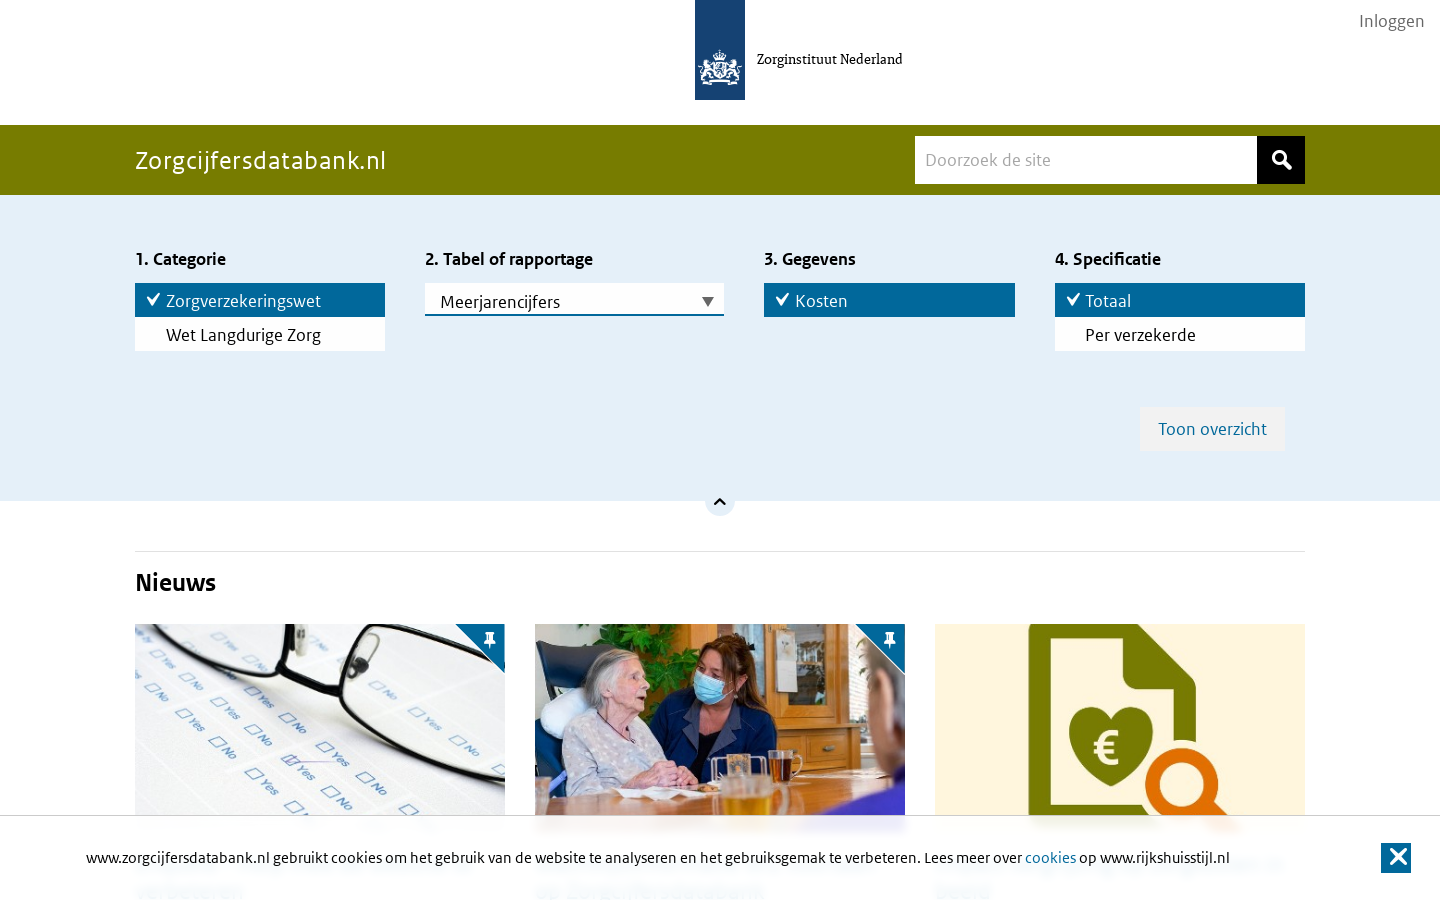 Inloggen
Zorginstituut Nederland
Zorgcijfersdatabank.nl
Doorzoek de site
1. Categorie
Zorgverzekeringswet
Wet Langdurige Zorg
2. Tabel of rapportage
Meerjarencijfers
3. Gegevens
Kosten
4. Specificatie
Totaal
Per verzekerde
Toon overzicht
Nieuws
www.zorgcijfersdatabank.nl gebruikt cookies om het gebruik van de website te analyseren en het gebruiksgemak te verbeteren. Lees meer over cookies op www.rijkshuisstijl.nl